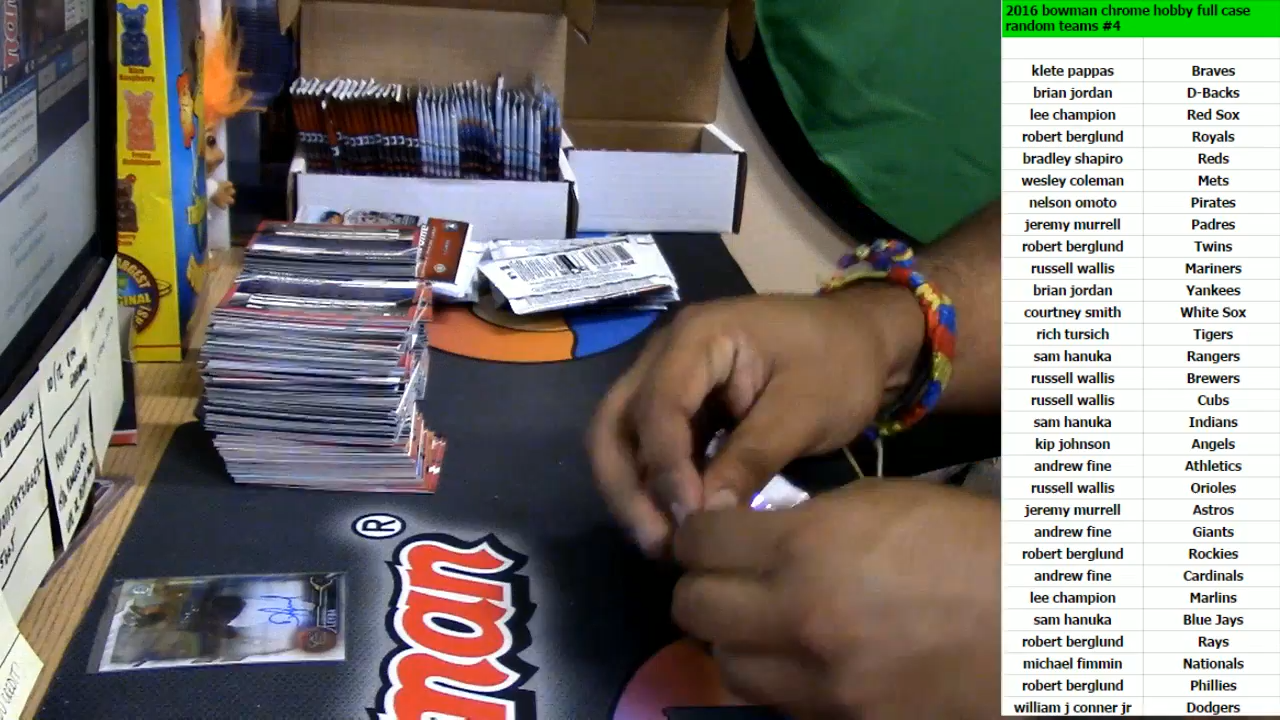 2016 bowman chrome hobby full case
random teams #4
klete pappas Braves
brian jordan D-Backs
lee champion Red Sox
robert berglund Royals
bradley shapiro Reds
wesley coleman Mets
nelson omoto Pirates
jeremy murrell Padres
robert berglund Twins
russell wallis Mariners
brian jordan Yankees
courtney smith White Sox
rich tursich Tigers
sam hanuka Rangers
russell wallis Brewers
russell wallis Cubs
sam hanuka Indians
kip johnson Angels
andrew fine Athletics
russell wallis Orioles
jeremy murrell Astros
andrew fine Giants
robert berglund Rockies
andrew fine Cardinals
lee champion Marlins
sam hanuka Blue Jays
robert berglund Rays
michael fimmin Nationals
robert berglund Phillies
william j conner jr Dodgers
Blue
Raspberry
LARGEST
®
man